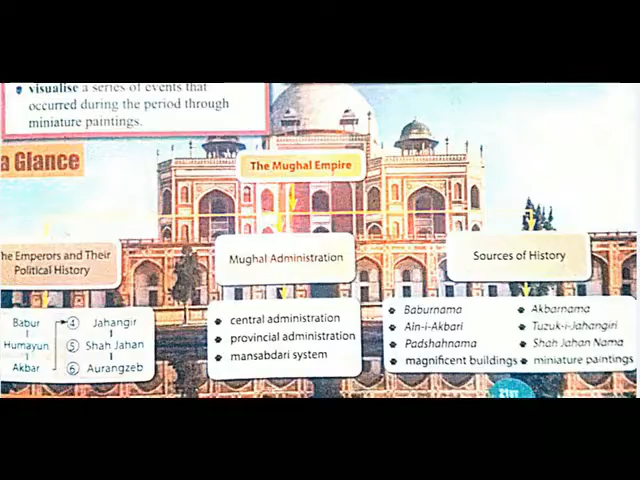 visualise a series of events that
occurred during the period through
miniature paintings.
a Glance
The Mughal Empire
he Emperors and Their
Political History
Mughal Administration
Sources of History
Babur
Humayun
Akbar
④ Jahangir
⑤ Shah Jahan
⑥ Aurangzeb
• central administration
• provincial administration
• mansabdari system
• Baburnama
• Ain-i-Akbari
• Padshahnama
• magnificent buildings
• Akbarnama
• Tuzuk-i-Jahangiri
• Shah Jahan Nama
• miniature paintings
21ST